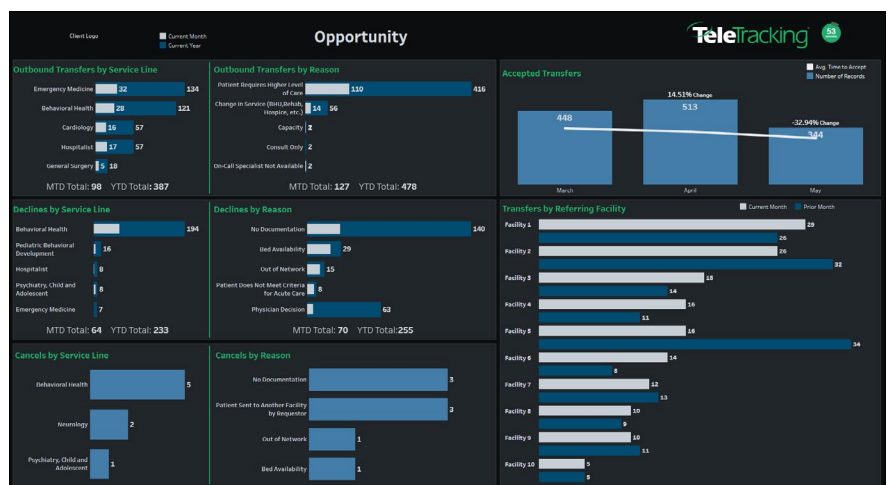 Client Logo
Current Month
Current Year
Opportunity
TeleTracking
53
Outbound Transfers by Service Line
Emergency Medicine 32 134
Behavioral Health 28 121
Cardiology 16 57
Hospitalist 17 57
General Surgery 5 18
MTD Total: 98 YTD Total: 387
Outbound Transfers by Reason
Patient Requires Higher Level
of Care 110 416
Change in Service (BHU,Rehab,
Hospice, etc.) 14 56
Capacity 2
Consult Only 2
On-Call Specialist Not Available 2
MTD Total: 127 YTD Total: 478
Accepted Transfers
Avg. Time to Accept
Number of Records
14.51% Change
448
513
-32.94% Change
344
March
April
May
Declines by Service
Line
Behavioral Health 194
Pediatric Behavioral
Development 16
Hospitalist 8
Psychiatry, Child and
Adolescent 8
Emergency Medicine 7
MTD Total: 64 YTD Total: 233
Declines by Reason
No Documentation 140
Bed Availability 29
Out of Network 15
Patient Does Not Meet Criteria
for Acute Care 8
Physician Decision 63
MTD Total: 70 YTD Total:255
Transfers by Referring Facility
Current Month
Prior Month
Facility 1 29
26
Facility 2 26
32
Facility 3 18
14
Facility 4 16
11
Facility 5 16
34
Facility 6 14
8
Facility 7 12
13
Facility 8 10
9
Facility 9 10
11
Facility 10 5
5
Cancels by Service Line
Behavioral Health 5
Neurology 2
Psychiatry, Child and
Adolescent 1
Cancels by Reason
No Documentation 3
Patient Sent to Another Facility
by Requestor 3
Out of Network 1
Bed Availability 1